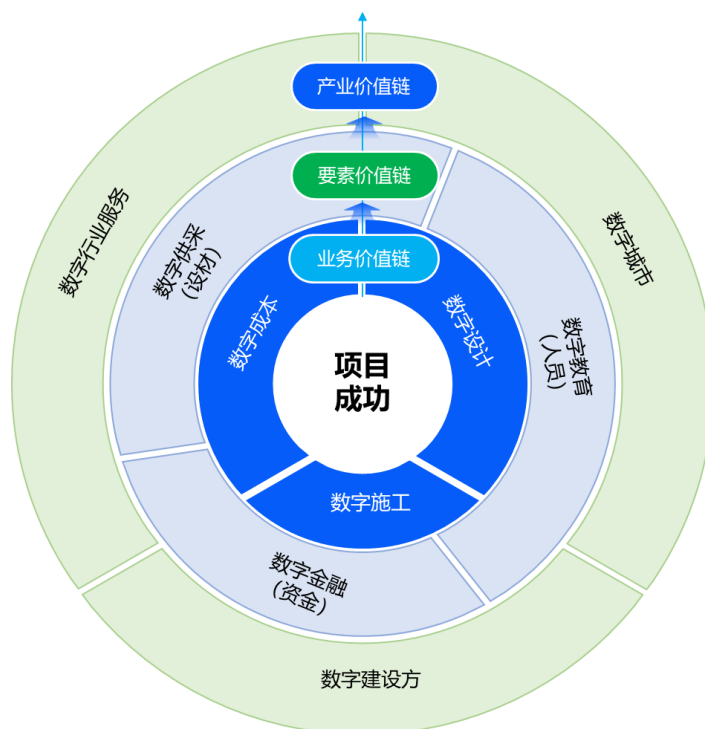 产业价值链
要素价值链
业务价值链
数字行业服务
数字城市
数字供采
(设材)
数字教育
(人员)
数字成本
数字设计
项目
成功
数字施工
数字金融
(资金)
数字建设方